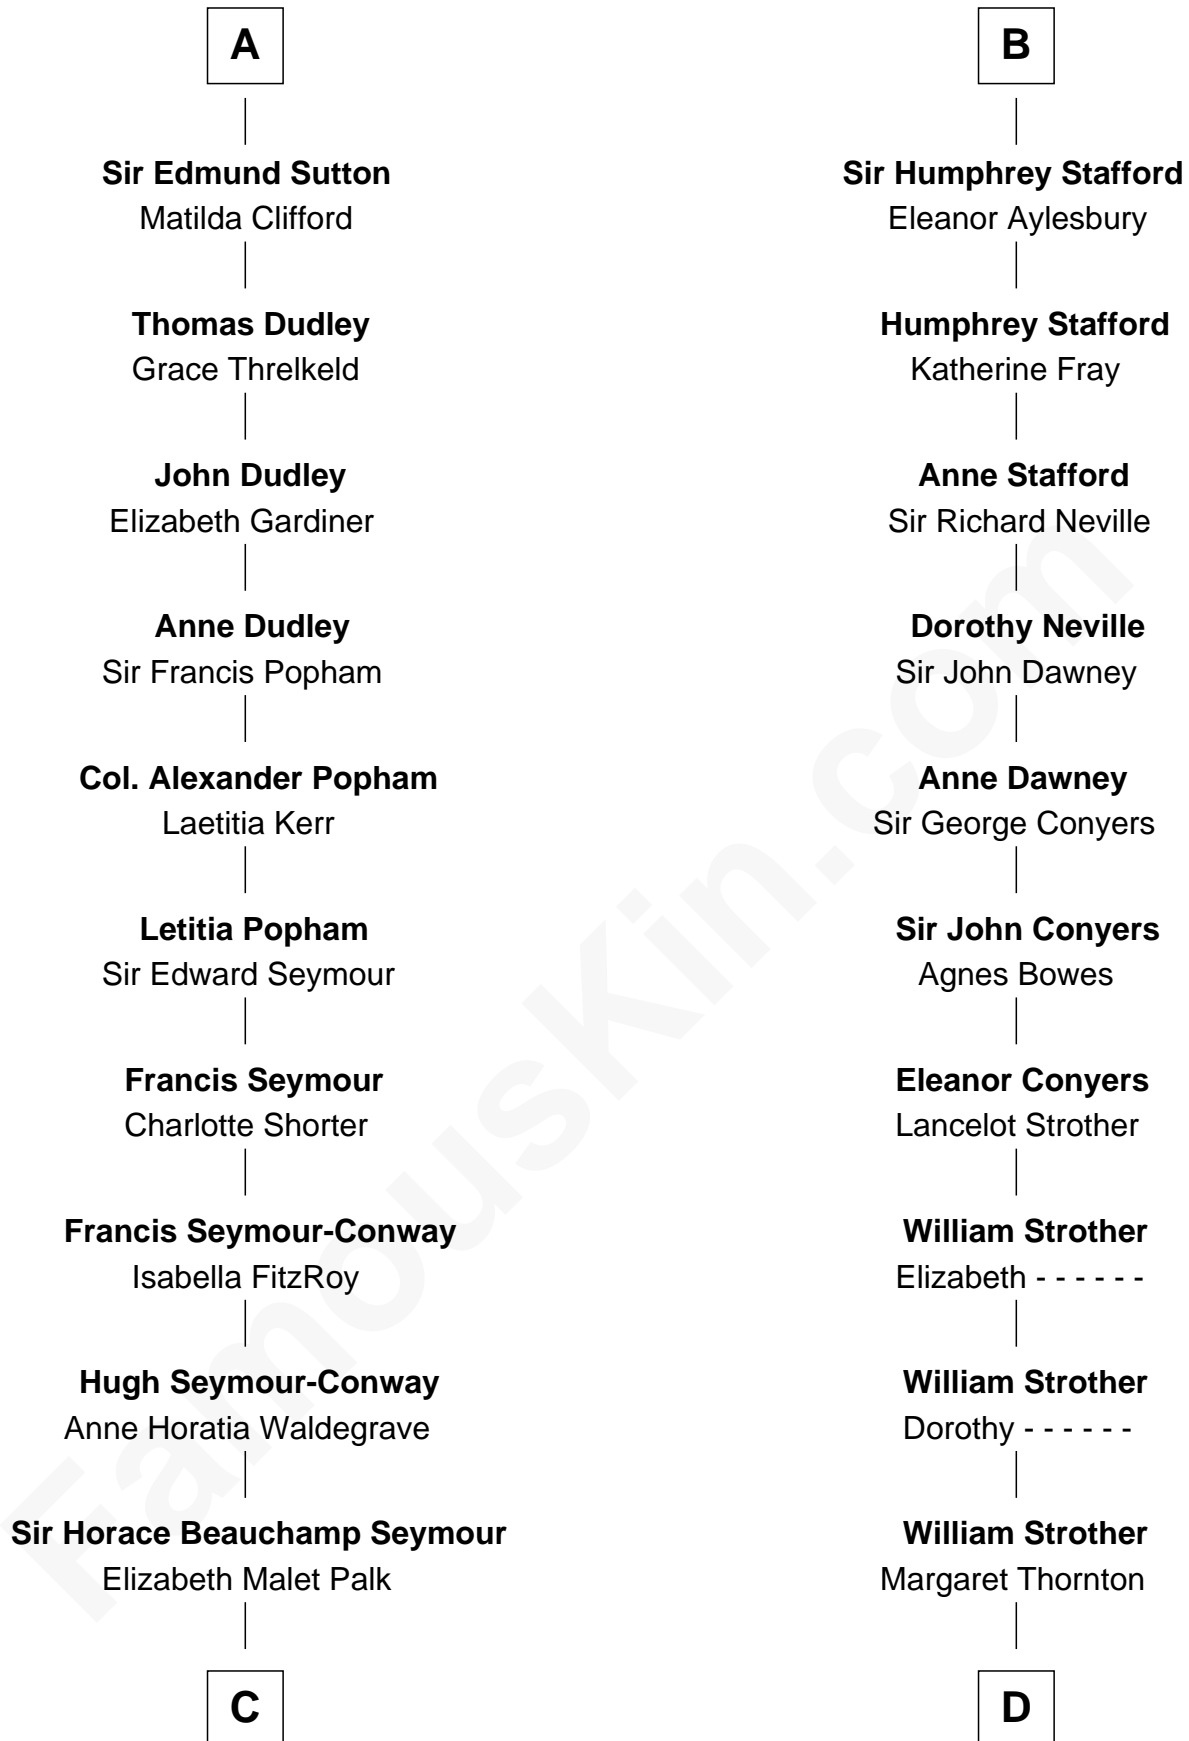 A
Sir Edmund Sutton
Matilda Clifford
Thomas Dudley
Grace Threlkeld
John Dudley
Elizabeth Gardiner
Anne Dudley
Sir Francis Popham
Col. Alexander Popham
Laetitia Kerr
Letitia Popham
Sir Edward Seymour
Francis Seymour
Charlotte Shorter
Francis Seymour-Conway
Isabella FitzRoy
Hugh Seymour-Conway
Anne Horatia Waldegrave
Sir Horace Beauchamp Seymour
Elizabeth Malet Palk
C
B
Sir Humphrey Stafford
Eleanor Aylesbury
Humphrey Stafford
Katherine Fray
Anne Stafford
Sir Richard Neville
Dorothy Neville
Sir John Dawney
Anne Dawney
Sir George Conyers
Sir John Conyers
Agnes Bowes
Eleanor Conyers
Lancelot Strother
William Strother
Elizabeth - - - - - -
William Strother
Dorothy - - - - - -
William Strother
Margaret Thornton
D
FamousKin.com